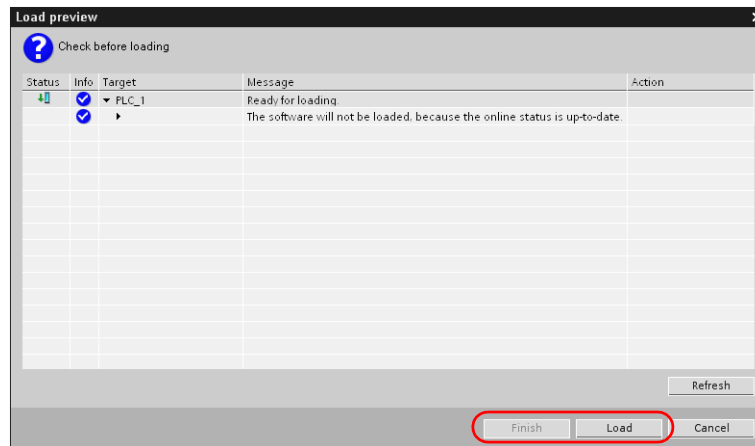 Load preview
Check before loading
Status Info Target Message Action
PLC_1 Ready for loading.
The software will not be loaded, because the online status is up-to-date.
Refresh
Finish Load Cancel